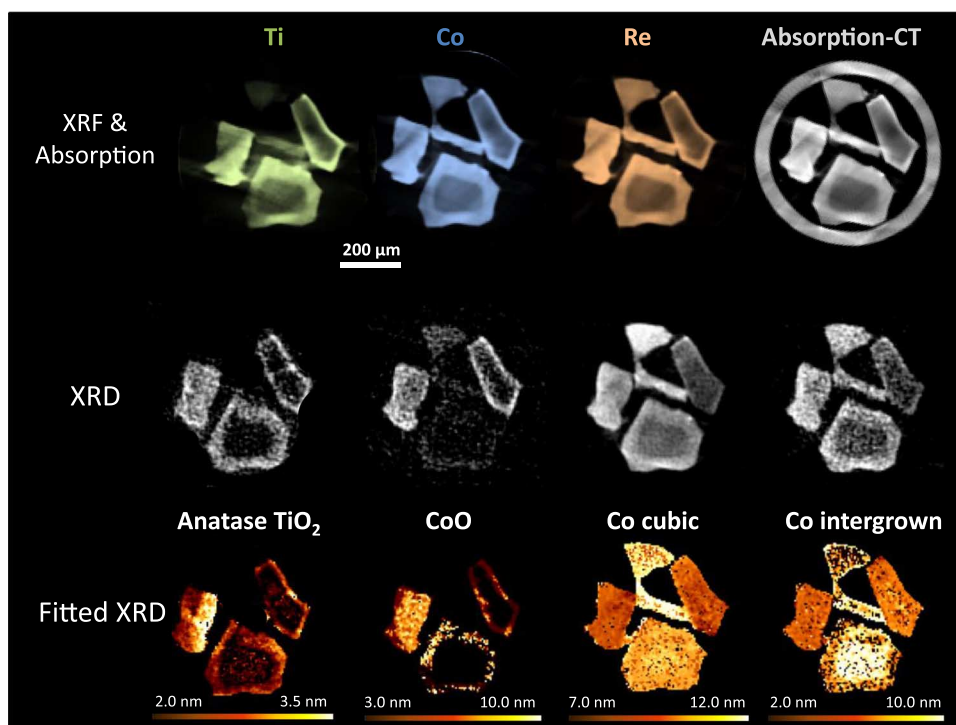 Ti Co Re Absorption-CT
XRF &
Absorption
200 µm
XRD
Anatase TiO₂ CoO Co cubic Co intergrown
Fitted XRD
2.0 nm 3.5 nm 3.0 nm 10.0 nm 7.0 nm 12.0 nm 2.0 nm 10.0 nm